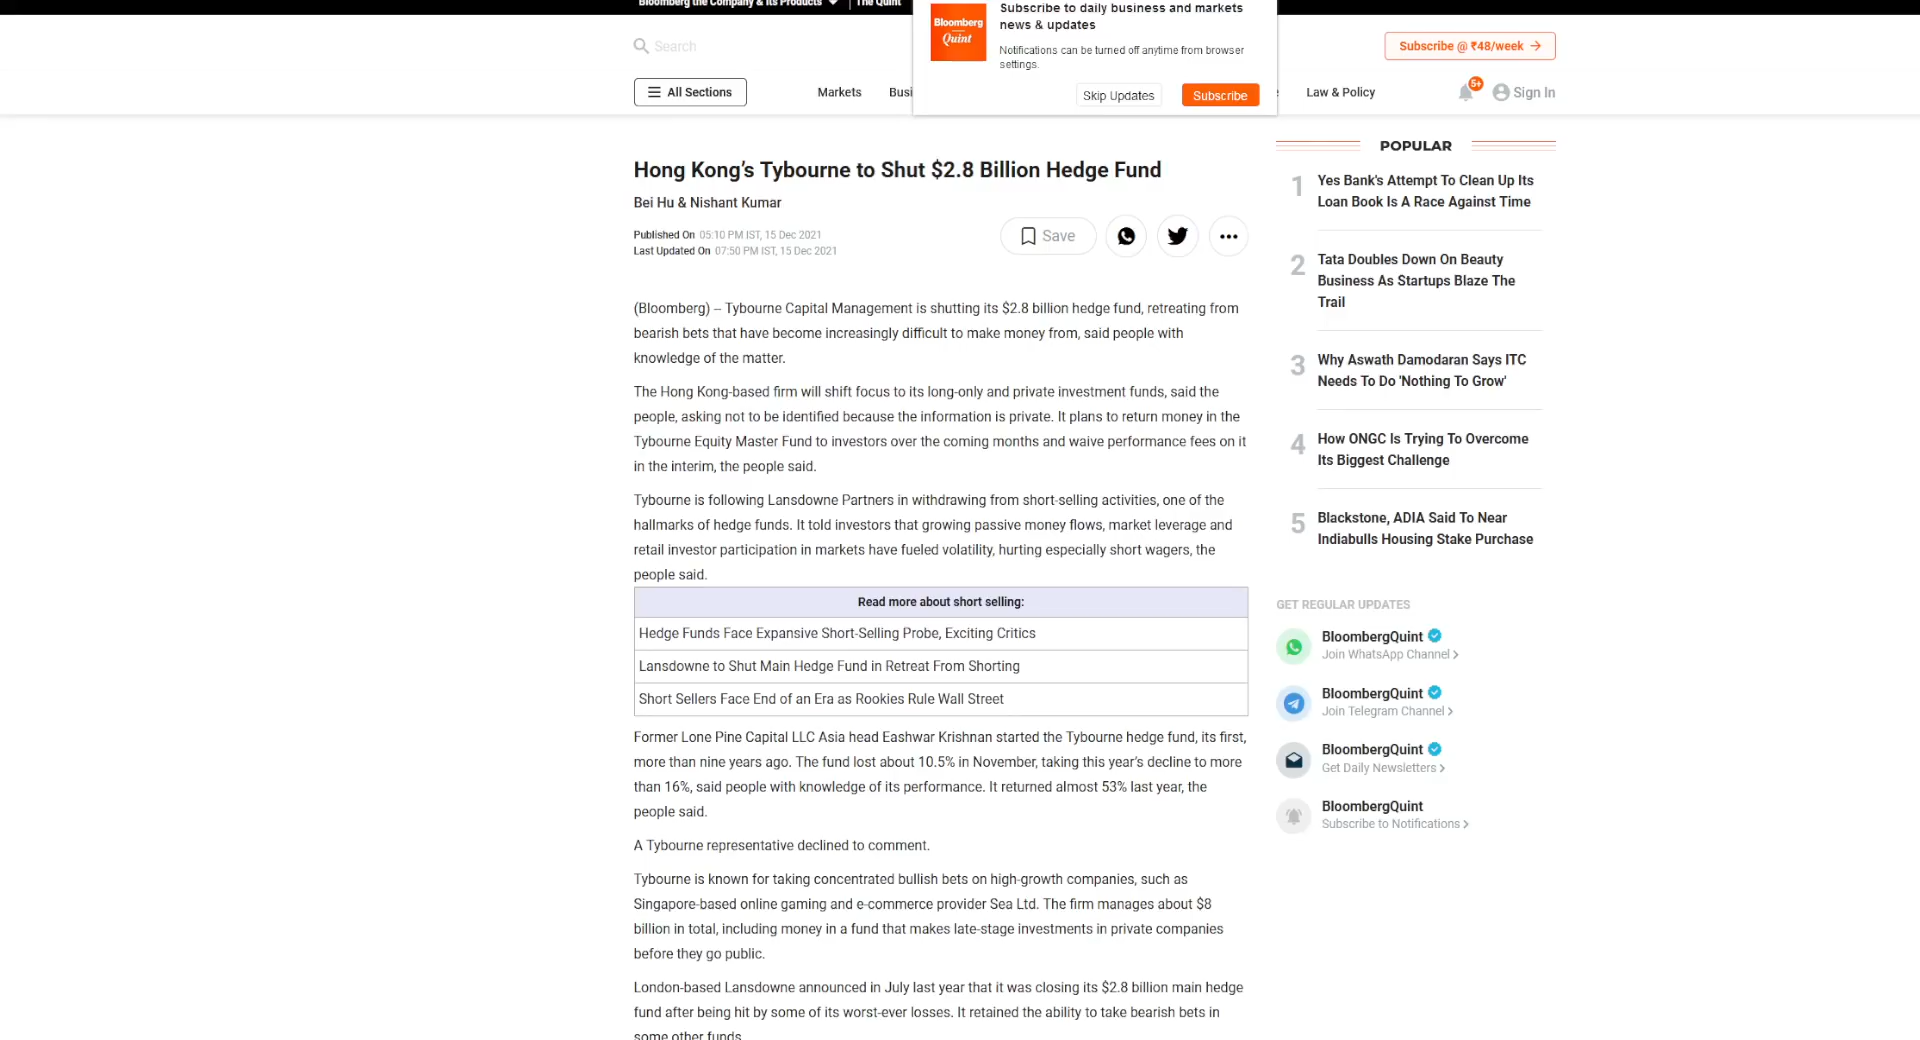 Bloomberg the Company & Its Products
The Quint
Search
Bloomberg
Quint
Subscribe to daily business and markets
news & updates
Notifications can be turned off anytime from browser
settings.
Skip Updates
Subscribe
Subscribe @ ₹48/week
All Sections
Markets
Busi
e
Law & Policy
5+
Sign In
Hong Kong’s Tybourne to Shut $2.8 Billion Hedge Fund
Bei Hu & Nishant Kumar
Published On 05:10 PM IST, 15 Dec 2021
Last Updated On 07:50 PM IST, 15 Dec 2021
Save
(Bloomberg) -- Tybourne Capital Management is shutting its $2.8 billion hedge fund, retreating from
bearish bets that have become increasingly difficult to make money from, said people with
knowledge of the matter.
The Hong Kong-based firm will shift focus to its long-only and private investment funds, said the
people, asking not to be identified because the information is private. It plans to return money in the
Tybourne Equity Master Fund to investors over the coming months and waive performance fees on it
in the interim, the people said.
Tybourne is following Lansdowne Partners in withdrawing from short-selling activities, one of the
hallmarks of hedge funds. It told investors that growing passive money flows, market leverage and
retail investor participation in markets have fueled volatility, hurting especially short wagers, the
people said.
Read more about short selling:
Hedge Funds Face Expansive Short-Selling Probe, Exciting Critics
Lansdowne to Shut Main Hedge Fund in Retreat From Shorting
Short Sellers Face End of an Era as Rookies Rule Wall Street
Former Lone Pine Capital LLC Asia head Eashwar Krishnan started the Tybourne hedge fund, its first,
more than nine years ago. The fund lost about 10.5% in November, taking this year’s decline to more
than 16%, said people with knowledge of its performance. It returned almost 53% last year, the
people said.
A Tybourne representative declined to comment.
Tybourne is known for taking concentrated bullish bets on high-growth companies, such as
Singapore-based online gaming and e-commerce provider Sea Ltd. The firm manages about $8
billion in total, including money in a fund that makes late-stage investments in private companies
before they go public.
London-based Lansdowne announced in July last year that it was closing its $2.8 billion main hedge
fund after being hit by some of its worst-ever losses. It retained the ability to take bearish bets in
some other funds.
POPULAR
1
Yes Bank's Attempt To Clean Up Its
Loan Book Is A Race Against Time
2
Tata Doubles Down On Beauty
Business As Startups Blaze The
Trail
3
Why Aswath Damodaran Says ITC
Needs To Do 'Nothing To Grow'
4
How ONGC Is Trying To Overcome
Its Biggest Challenge
5
Blackstone, ADIA Said To Near
Indiabulls Housing Stake Purchase
GET REGULAR UPDATES
BloombergQuint
Join WhatsApp Channel
BloombergQuint
Join Telegram Channel
BloombergQuint
Get Daily Newsletters
BloombergQuint
Subscribe to Notifications